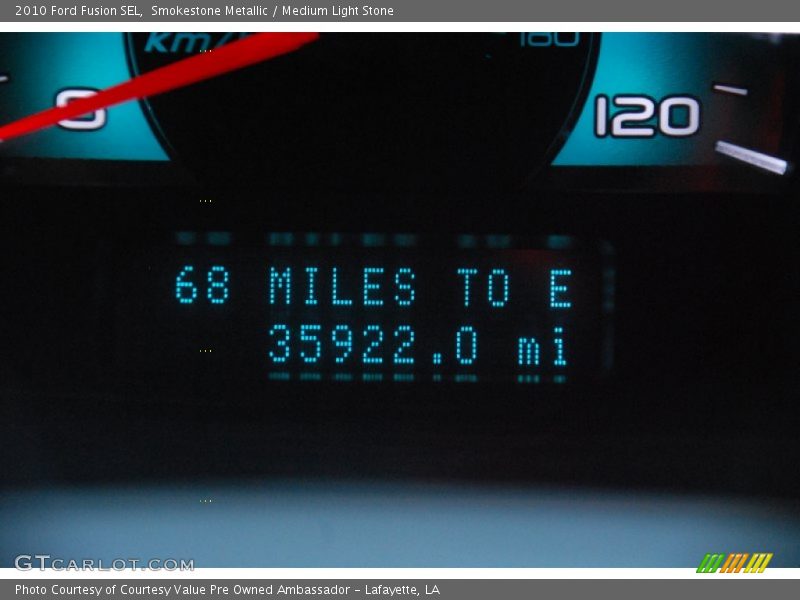 2010 Ford Fusion SEL,  Smokestone Metallic / Medium Light Stone
km/h
180
0
120
68 MILES TO E
35922.0 mi
GTCARLOT.COM
Photo Courtesy of Courtesy Value Pre Owned Ambassador – Lafayette, LA